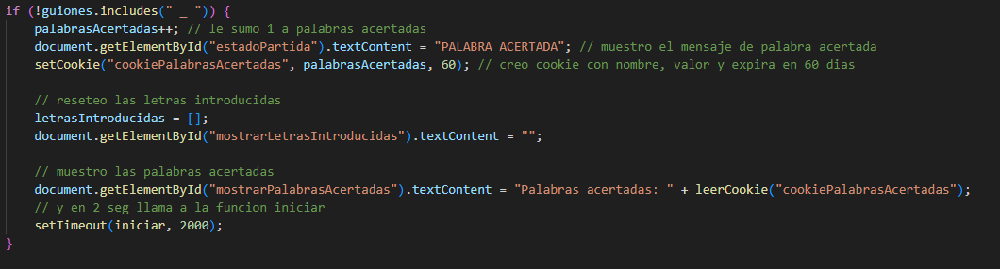 if (!guiones.includes(" _ ")) {
palabrasAcertadas++; // le sumo 1 a palabras acertadas
document.getElementById("estadoPartida").textContent = "PALABRA ACERTADA"; // muestro el mensaje de palabra acertada
setCookie("cookiePalabrasAcertadas", palabrasAcertadas, 60); // creo cookie con nombre, valor y expira en 60 dias
// reseteo las letras introducidas
letrasIntroducidas = [];
document.getElementById("mostrarLetrasIntroducidas").textContent = "";
// muestro las palabras acertadas
document.getElementById("mostrarPalabrasAcertadas").textContent = "Palabras acertadas: " + leerCookie("cookiePalabrasAcertadas");
// y en 2 seg llama a la funcion iniciar
setTimeout(iniciar, 2000);
}